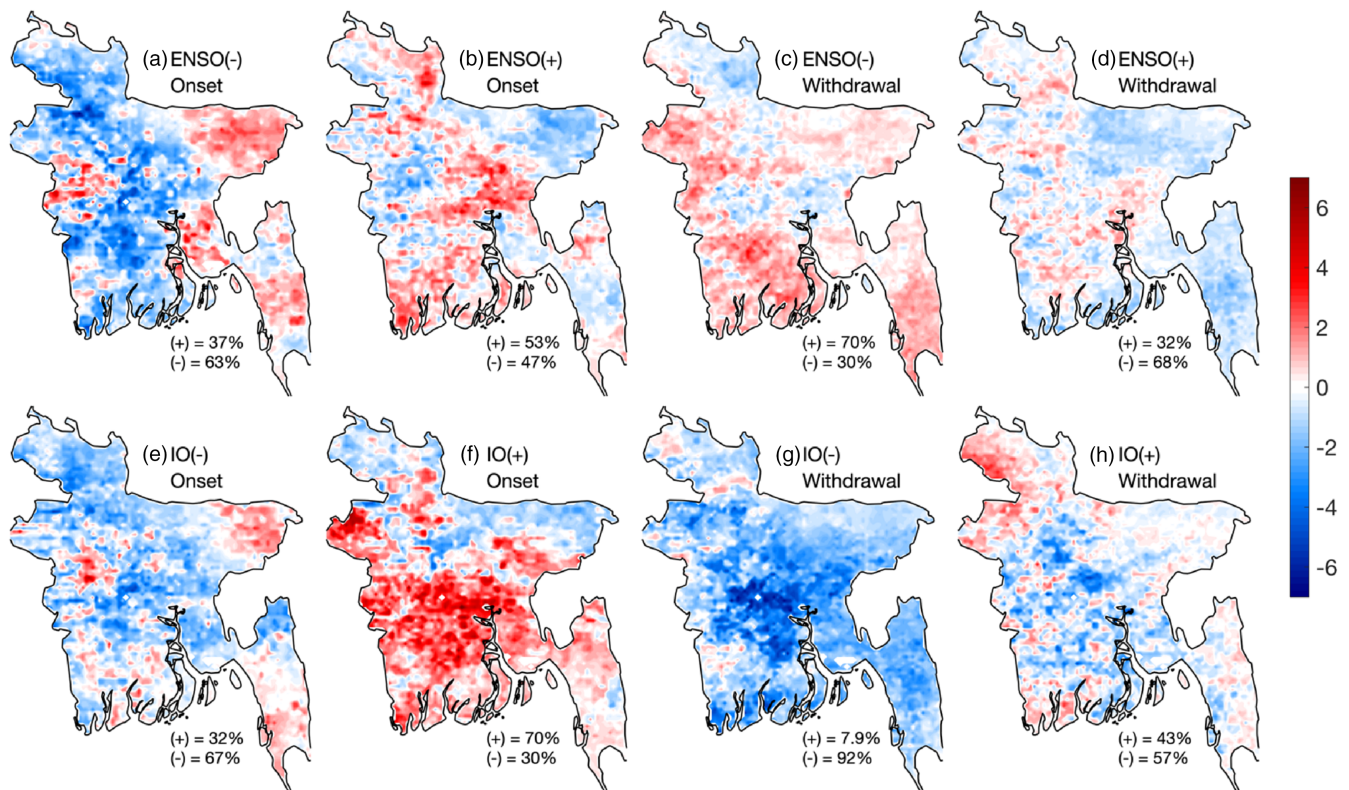 (a) ENSO(-)
Onset
(+) = 37%
(-) = 63%
(b) ENSO(+)
Onset
(+) = 53%
(-) = 47%
(c) ENSO(-)
Withdrawal
(+) = 70%
(-) = 30%
(d) ENSO(+)
Withdrawal
(+) = 32%
(-) = 68%
(e) IO(-)
Onset
(+) = 32%
(-) = 67%
(f) IO(+)
Onset
(+) = 70%
(-) = 30%
(g) IO(-)
Withdrawal
(+) = 7.9%
(-) = 92%
(h) IO(+)
Withdrawal
(+) = 43%
(-) = 57%
6
4
2
0
-2
-4
-6